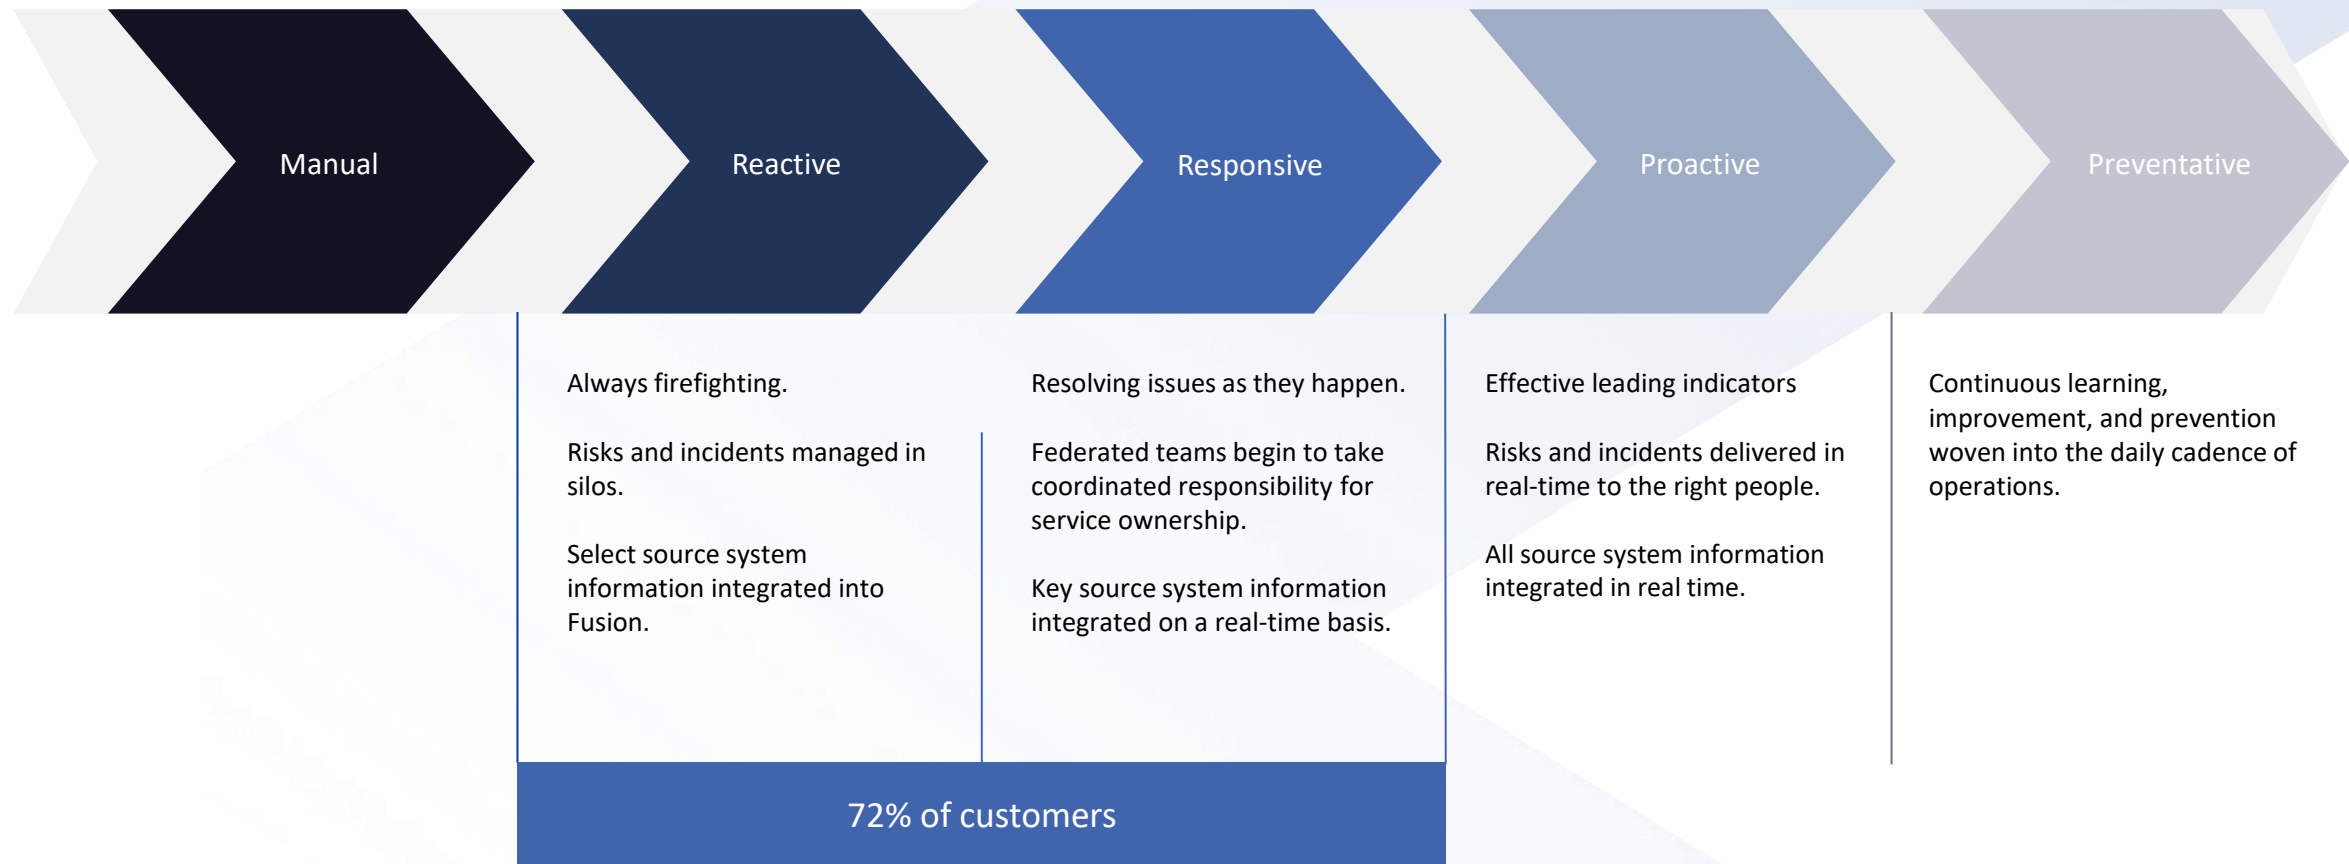 Manual
Reactive
Responsive
Proactive
Preventative
Always firefighting.
Risks and incidents managed in
silos.
Select source system
information integrated into
Fusion.
Resolving issues as they happen.
Federated teams begin to take
coordinated responsibility for
service ownership.
Key source system information
integrated on a real-time basis.
Effective leading indicators
Risks and incidents delivered in
real-time to the right people.
All source system information
integrated in real time.
Continuous learning,
improvement, and prevention
woven into the daily cadence of
operations.
72% of customers